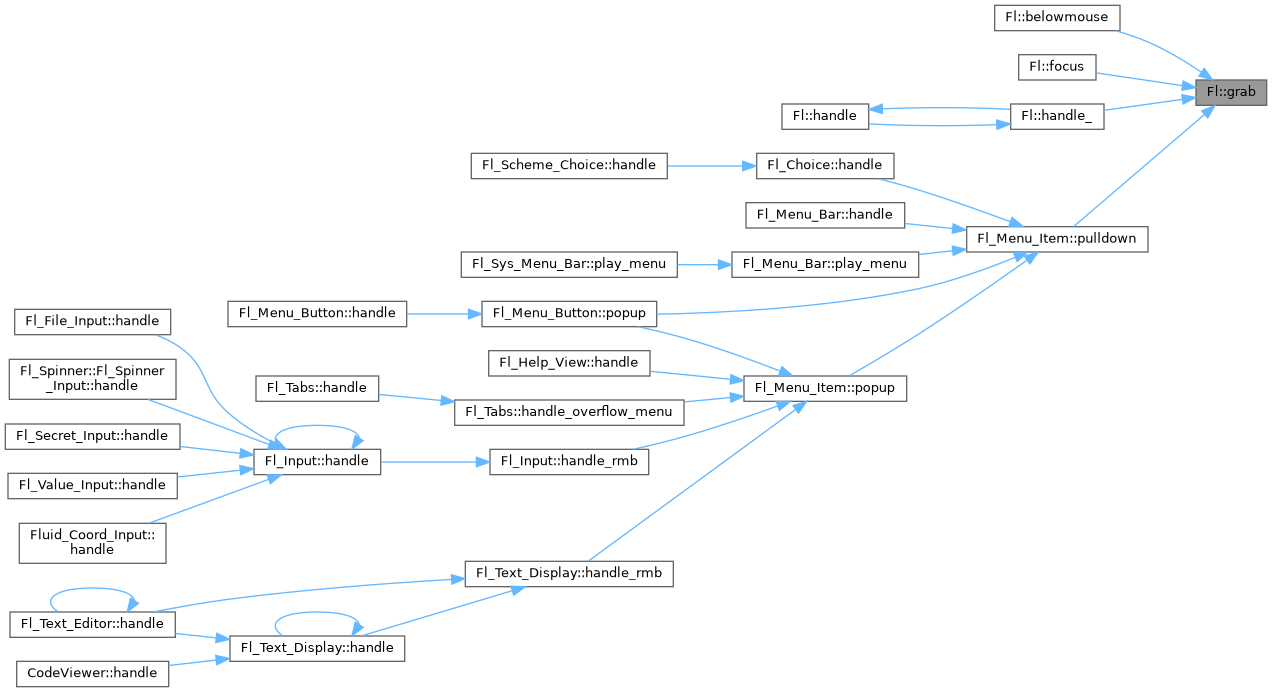 Fl::belowmouse
Fl::focus
Fl::grab
Fl::handle
Fl::handle_
Fl_Scheme_Choice::handle
Fl_Choice::handle
Fl_Menu_Bar::handle
Fl_Menu_Item::pulldown
Fl_Sys_Menu_Bar::play_menu
Fl_Menu_Bar::play_menu
Fl_Menu_Button::handle
Fl_Menu_Button::popup
Fl_File_Input::handle
Fl_Help_View::handle
Fl_Spinner::Fl_Spinner
_Input::handle
Fl_Tabs::handle
Fl_Menu_Item::popup
Fl_Tabs::handle_overflow_menu
Fl_Secret_Input::handle
Fl_Input::handle
Fl_Input::handle_rmb
Fl_Value_Input::handle
Fluid_Coord_Input::
handle
Fl_Text_Display::handle_rmb
Fl_Text_Editor::handle
Fl_Text_Display::handle
CodeViewer::handle